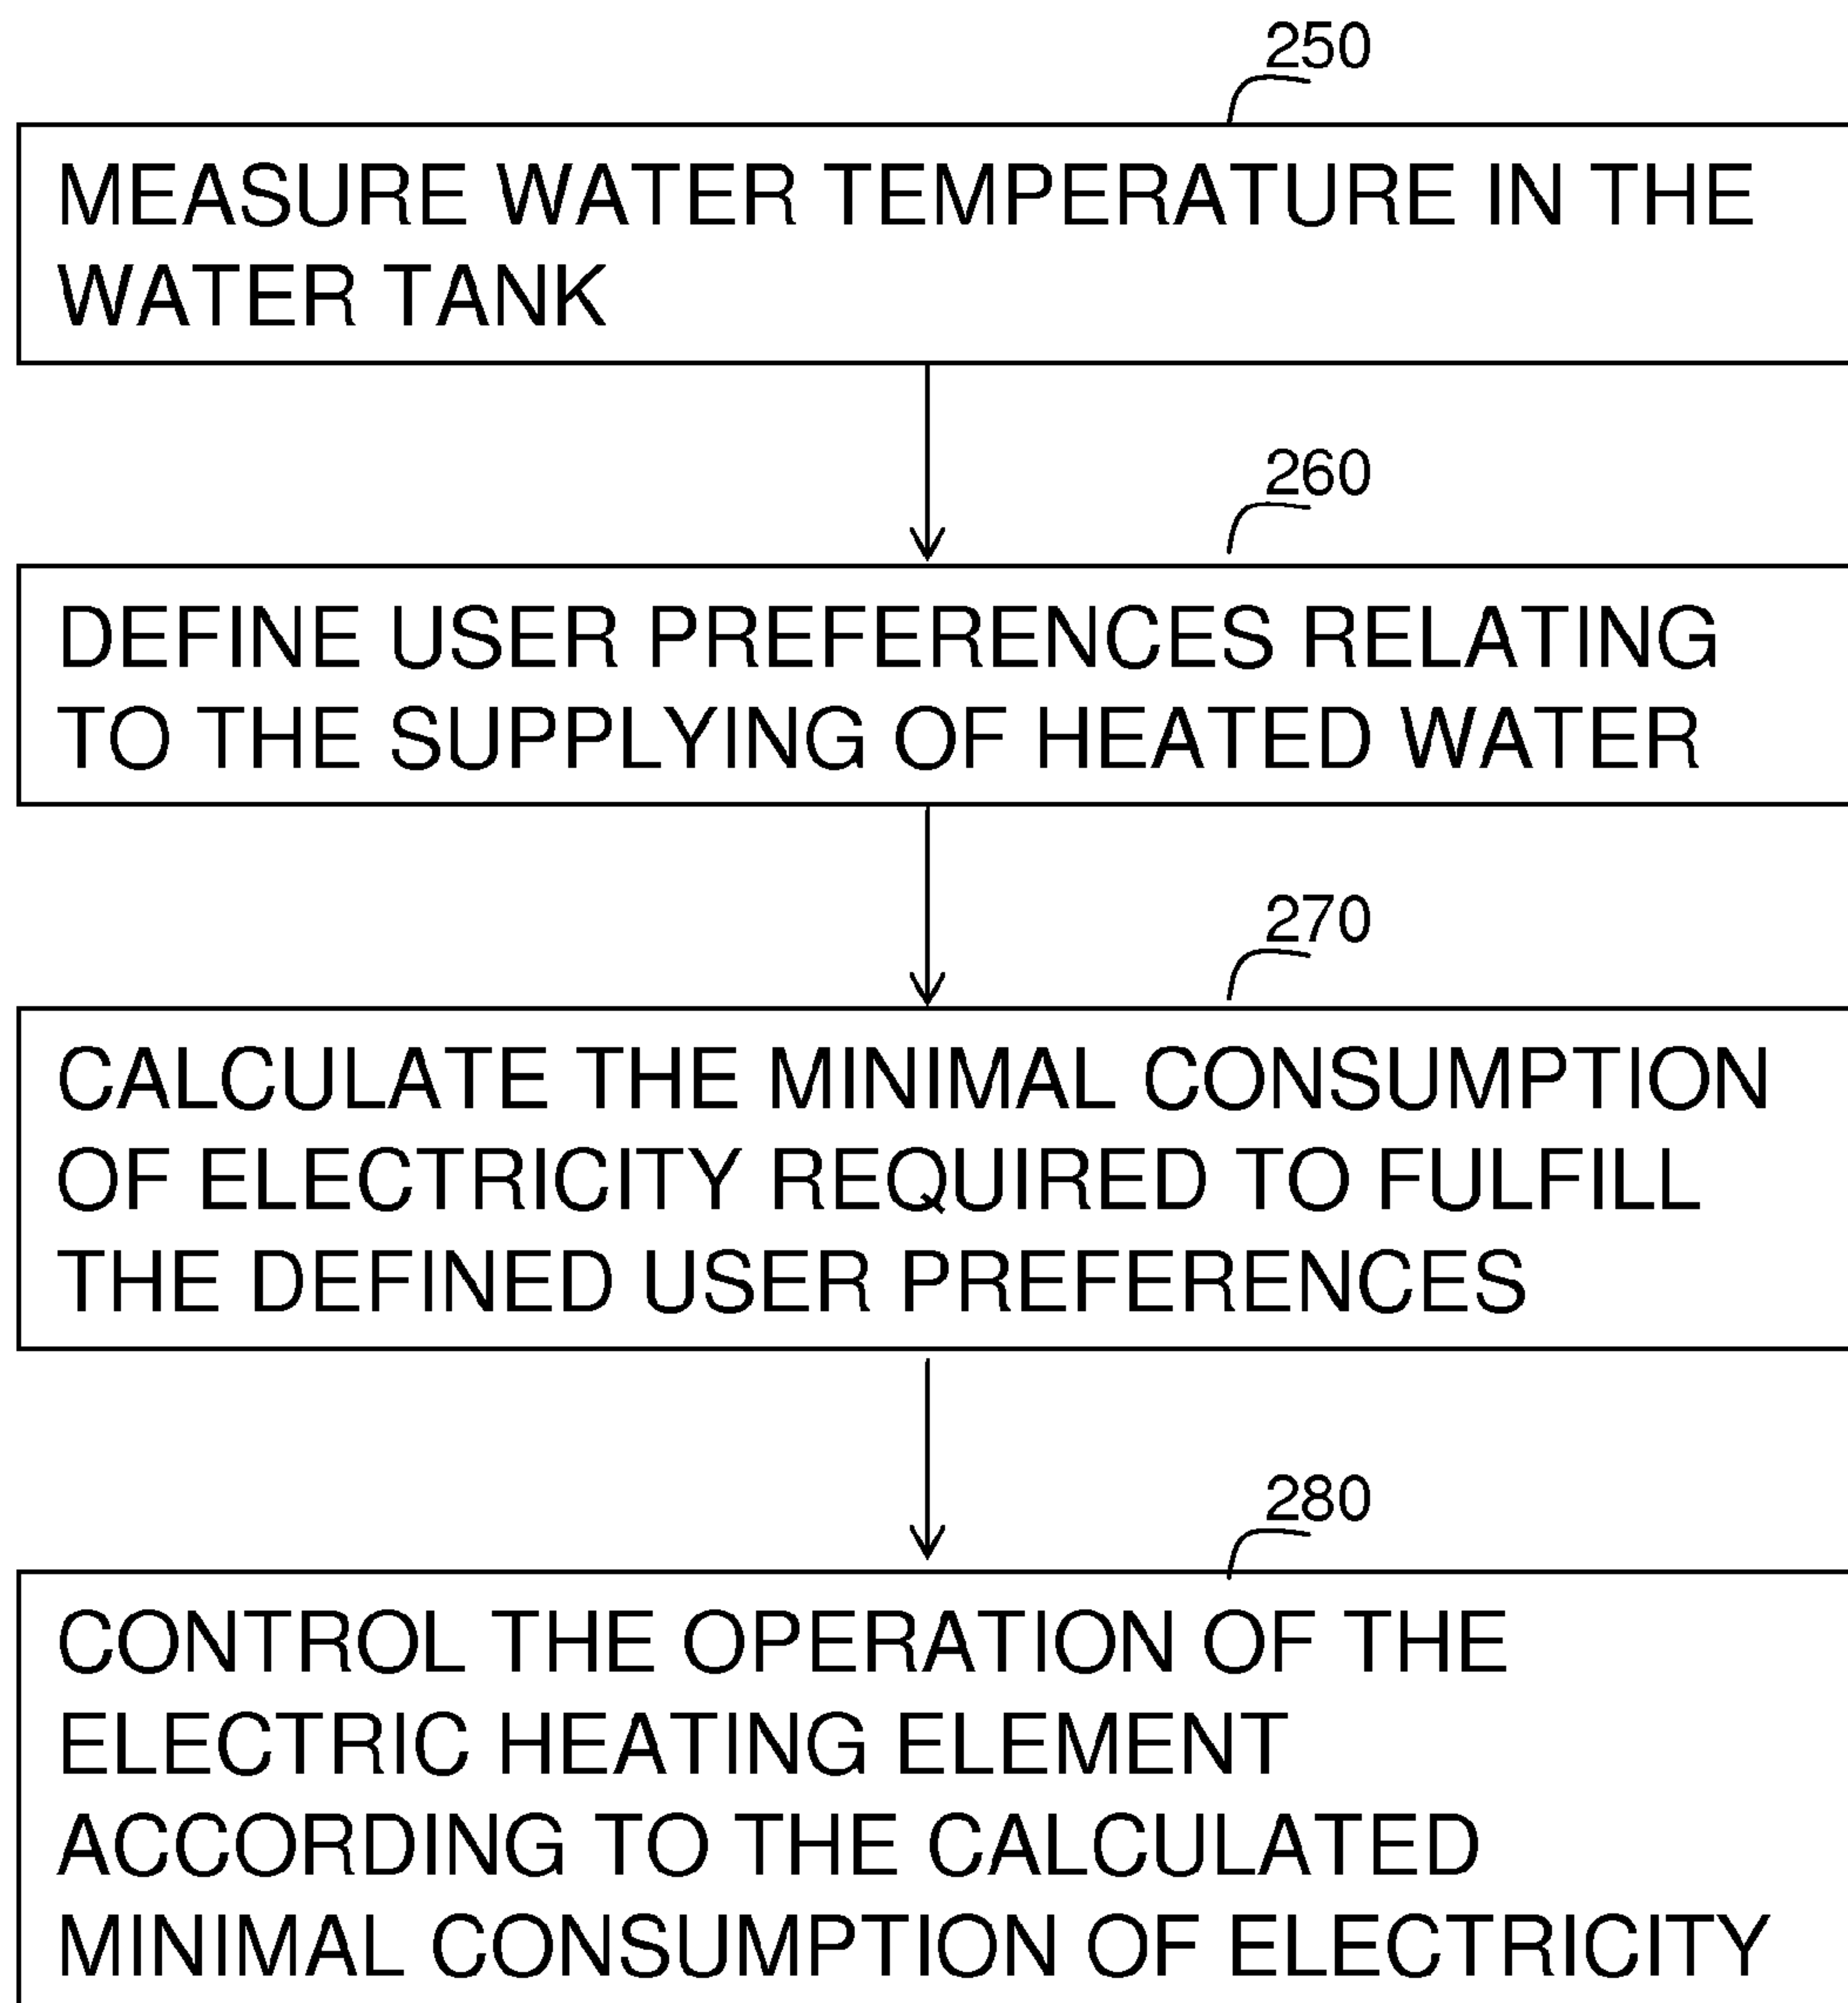 250
MEASURE WATER TEMPERATURE IN THE
WATER TANK
260
DEFINE USER PREFERENCES RELATING
TO THE SUPPLYING OF HEATED WATER
270
CALCULATE THE MINIMAL CONSUMPTION
OF ELECTRICITY REQUIRED TO FULFILL
THE DEFINED USER PREFERENCES
280
CONTROL THE OPERATION OF THE
ELECTRIC HEATING ELEMENT
ACCORDING TO THE CALCULATED
MINIMAL CONSUMPTION OF ELECTRICITY